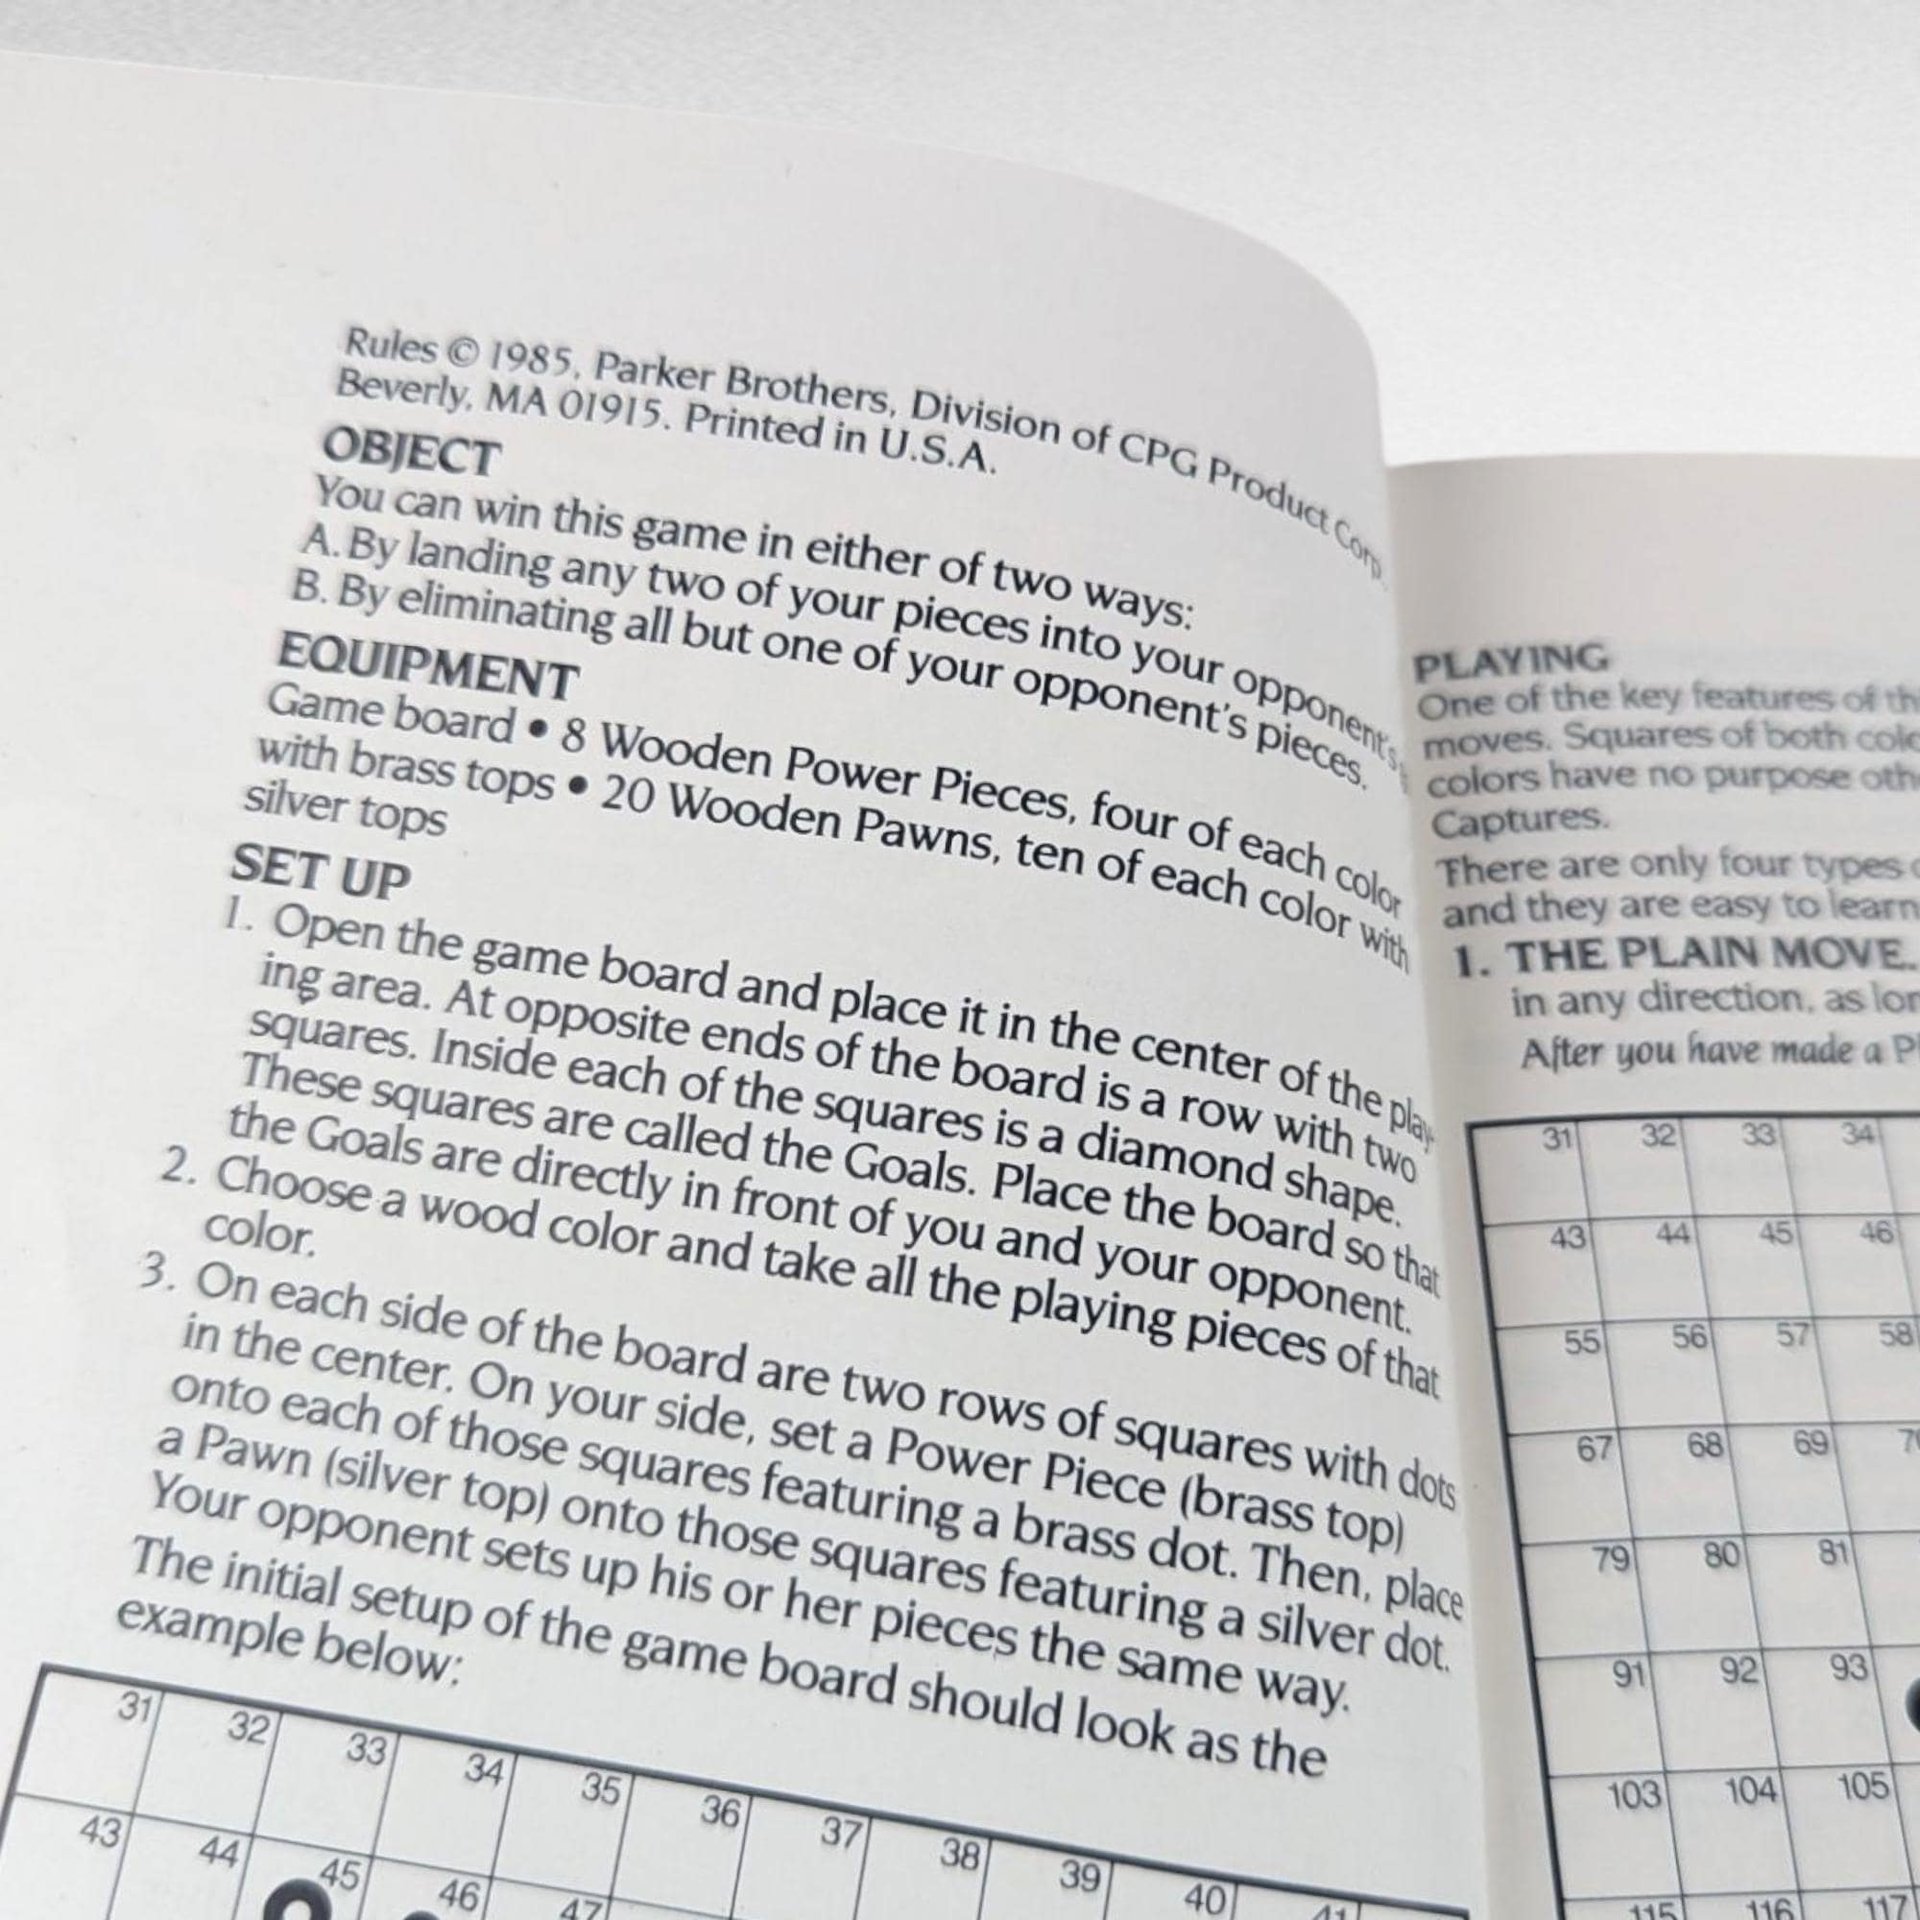 Rules © 1985, Parker Brothers, Division of CPG Product Corp.
Beverly, MA 01915. Printed in U.S.A.
OBJECT
You can win this game in either of two ways:
A. By landing any two of your pieces into your opponent's
B. By eliminating all but one of your opponent's pieces.
EQUIPMENT
Game board • 8 Wooden Power Pieces, four of each color
with brass tops • 20 Wooden Pawns, ten of each color with
silver tops
SET UP
1. Open the game board and place it in the center of the play-
ing area. At opposite ends of the board is a row with two
squares. Inside each of the squares is a diamond shape.
These squares are called the Goals. Place the board so that
the Goals are directly in front of you and your opponent.
2. Choose a wood color and take all the playing pieces of that
color.
3. On each side of the board are two rows of squares with dots
in the center. On your side, set a Power Piece (brass top)
onto each of those squares featuring a brass dot. Then, place
a Pawn (silver top) onto those squares featuring a silver dot.
Your opponent sets up his or her pieces the same way.
The initial setup of the game board should look as the
example below:
31 32 33 34 35 36 37 38 39 40 41
43 44 45 46 47
PLAYING
One of the key features of
moves. Squares of both
colors have no purpose
Captures.
There are only four types
and they are easy to learn
1. THE PLAIN MOVE.
in any direction, as
After you have made a
31 32 33 34
43 44 45 46
55 56 57 58
67 68 69
79 80 81
91 92 93
103 104 105
115 116 117